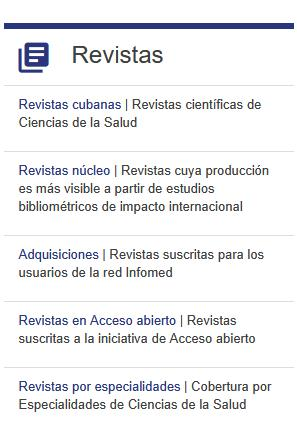 Revistas
Revistas cubanas | Revistas científicas de
Ciencias de la Salud
Revistas núcleo | Revistas cuya producción
es más visible a partir de estudios
bibliométricos de impacto internacional
Adquisiciones | Revistas suscritas para los
usuarios de la red Infomed
Revistas en Acceso abierto | Revistas
suscritas a la iniciativa de Acceso abierto
Revistas por especialidades | Cobertura por
Especialidades de Ciencias de la Salud